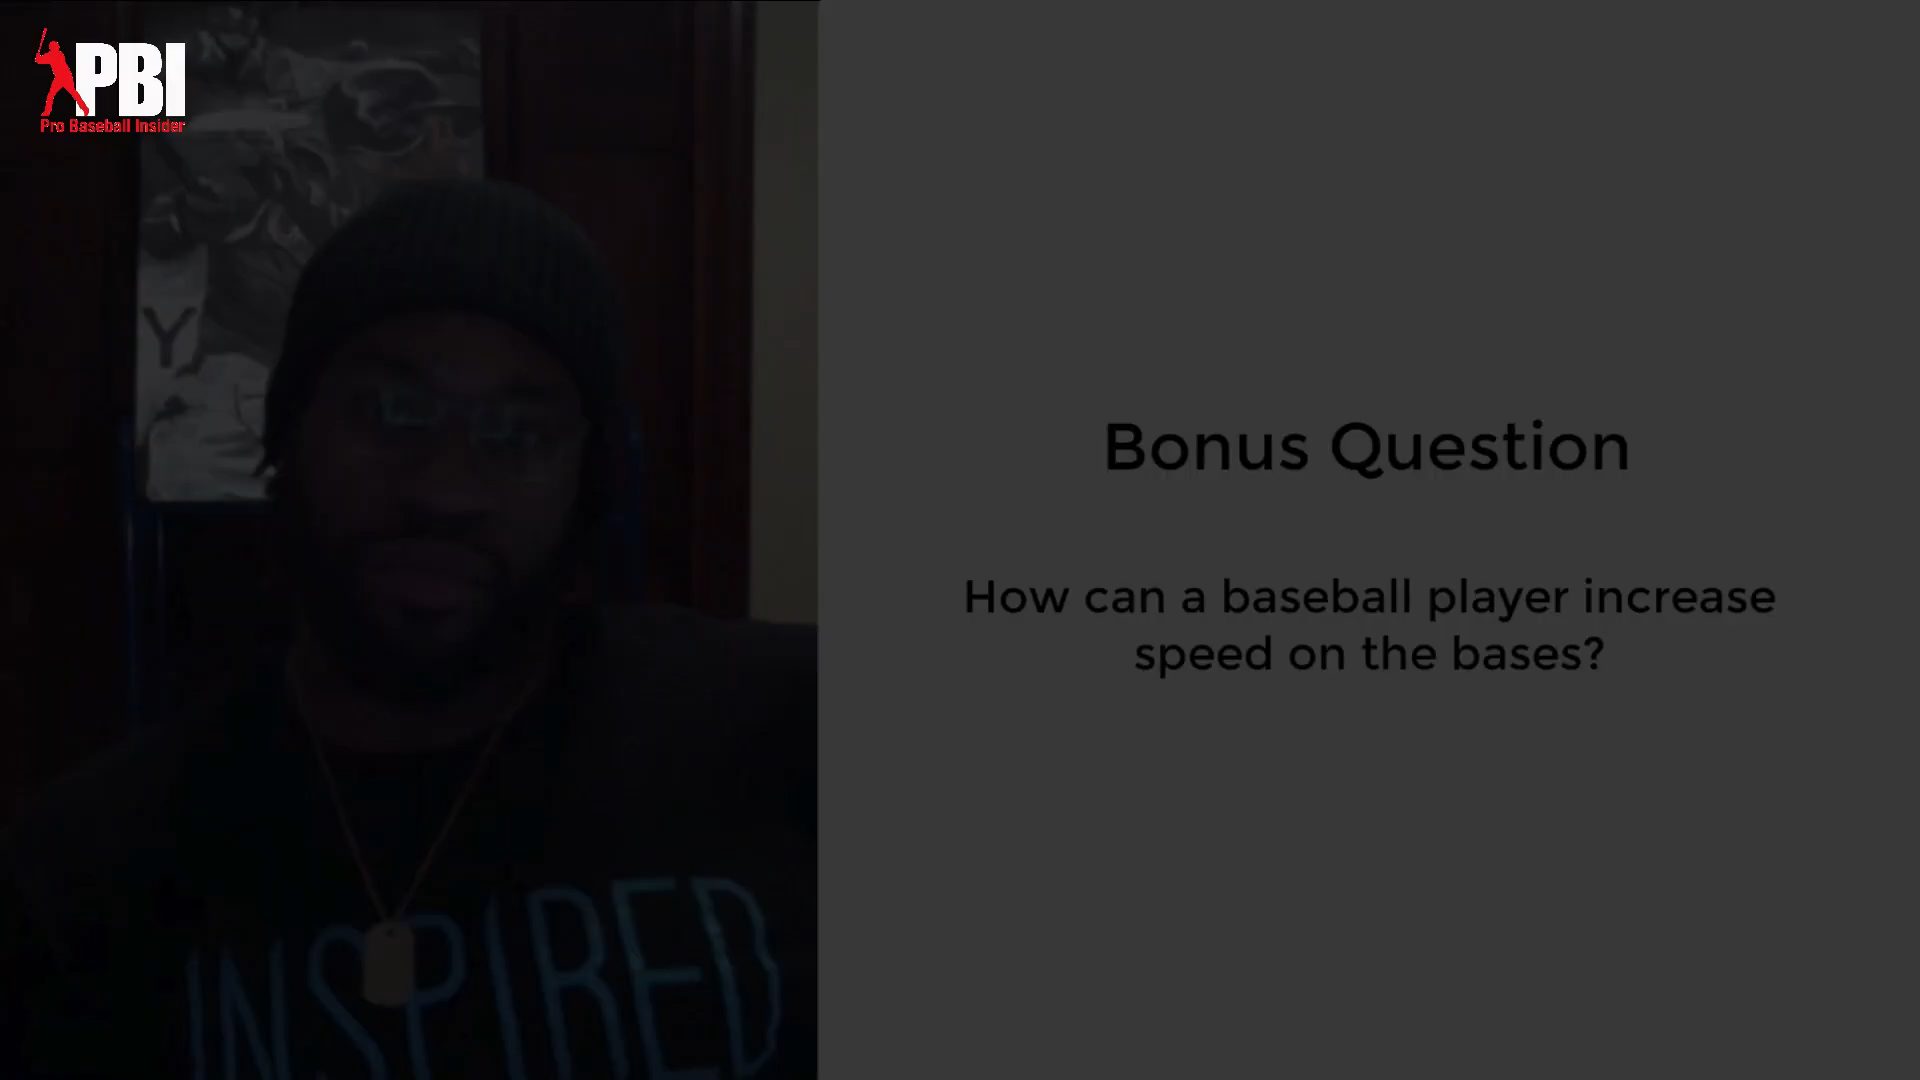 PBI
Pro Baseball Insider
Y
Bonus Question
How can a baseball player increase
speed on the bases?
INSPIRED